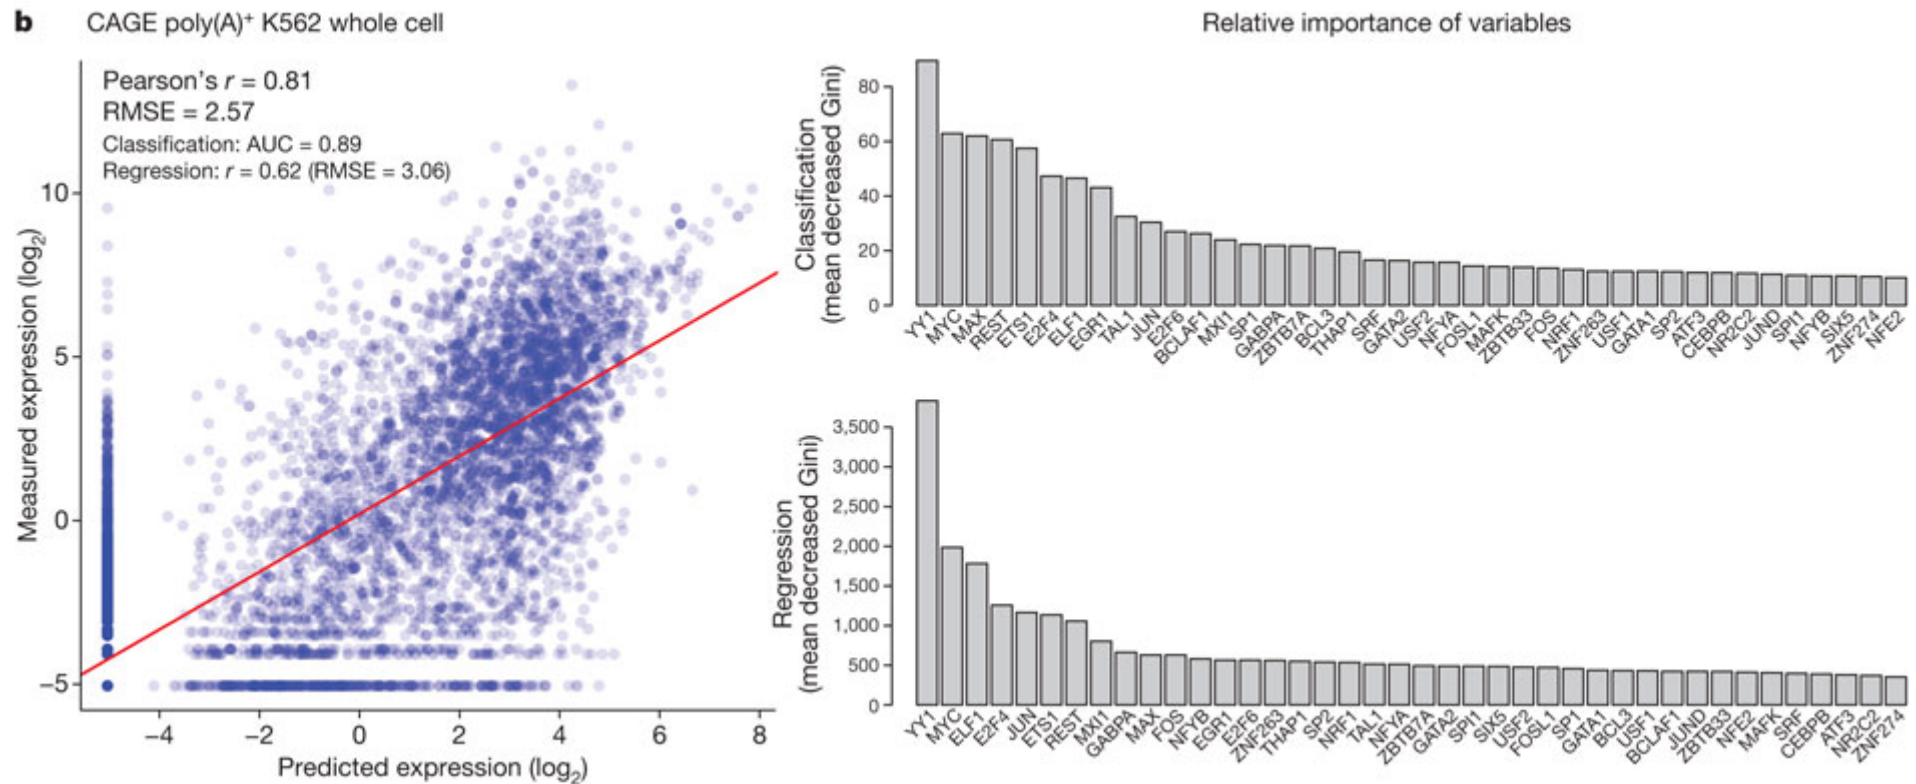 b CAGE poly(A)+ K562 whole cell
Pearson's r = 0.81
RMSE = 2.57
Classification: AUC = 0.89
Regression: r = 0.62 (RMSE = 3.06)
Measured expression (log2)
10
5
0
−5
−4 −2 0 2 4 6 8
Predicted expression (log2)
Relative importance of variables
Classification
(mean decreased Gini)
80
60
40
20
0
YY1 MYC MAX REST ETS1 E2F4 ELF1 EGR1 TAL1 JUN E2F6 BCLAF1 MXI1 SP1 GABPA ZBTB7A BCL3 THAP1 SRF GATA2 USF2 NFYA FOSL1 MAFK ZBTB33 FOS NRF1 ZNF263 USF1 GATA1 SP2 ATF3 CEBPB NR2C2 JUND SPI1 NFYB SIX5 ZNF274 NFE2
Regression
(mean decreased Gini)
3,500
3,000
2,500
2,000
1,500
1,000
500
0
YY1 MYC ELF1 E2F4 JUN ETS1 REST MXI1 GABPA MAX FOS NFYB EGR1 E2F6 ZNF263 THAP1 SP2 NRF1 TAL1 NFYA ZBTB7A GATA2 SPI1 SIX5 USF2 FOSL1 SP1 GATA1 BCL3 USF1 BCLAF1 JUND ZBTB33 NFE2 MAFK SRF CEBPB ATF3 NR2C2 ZNF274